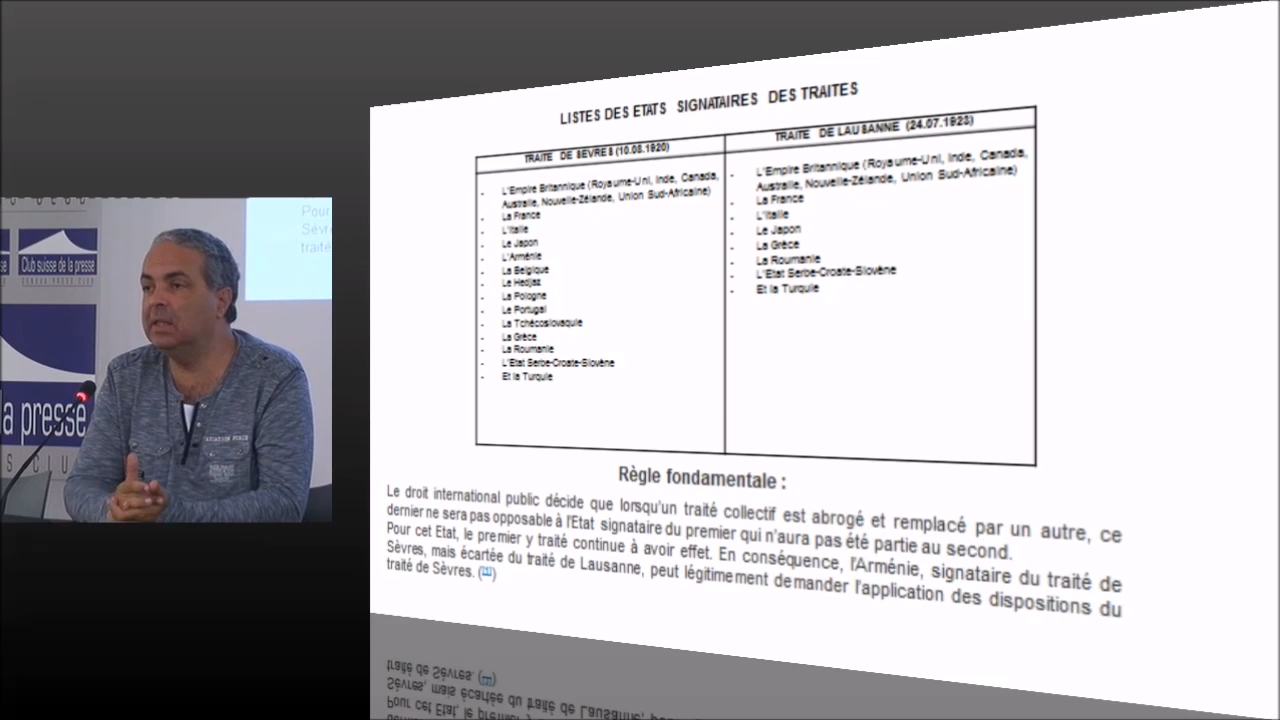 LISTES DES ETATS SIGNATAIRES DES TRAITES
TRAITE DE SEVRES (10.08.1920)
- L'Empire Britannique (Royaume-Uni, Inde, Canada,
Australie, Nouvelle-Zélande, Union Sud-Africaine)
- La France
- L'Italie
- Le Japon
- L'Arménie
- La Belgique
- Le Hedjaz
- La Pologne
- Le Portugal
- La Tchécoslovaquie
- La Grèce
- La Roumanie
- L'Etat Serbe-Croate-Slovène
- Et la Turquie
TRAITE DE LAUSANNE (24.07.1923)
- L'Empire Britannique (Royaume-Uni, Inde, Canada,
Australie, Nouvelle-Zélande, Union Sud-Africaine)
- La France
- L'Italie
- Le Japon
- La Grèce
- La Roumanie
- L'Etat Serbe-Croate-Slovène
- Et la Turquie
Règle fondamentale :
Le droit international public décide que lorsqu'un traité collectif est abrogé et remplacé par un autre, ce
dernier ne sera pas opposable à l'Etat signataire du premier qui n'aura pas été partie au second.
Pour cet Etat, le premier y traité continue à avoir effet. En conséquence, l'Arménie, signataire du traité de
Sèvres, mais écartée du traité de Lausanne, peut légitimement demander l'application des dispositions du
traité de Sèvres.
Pour
Sèvr
traité
Club suisse de la presse
la presse
S CLU